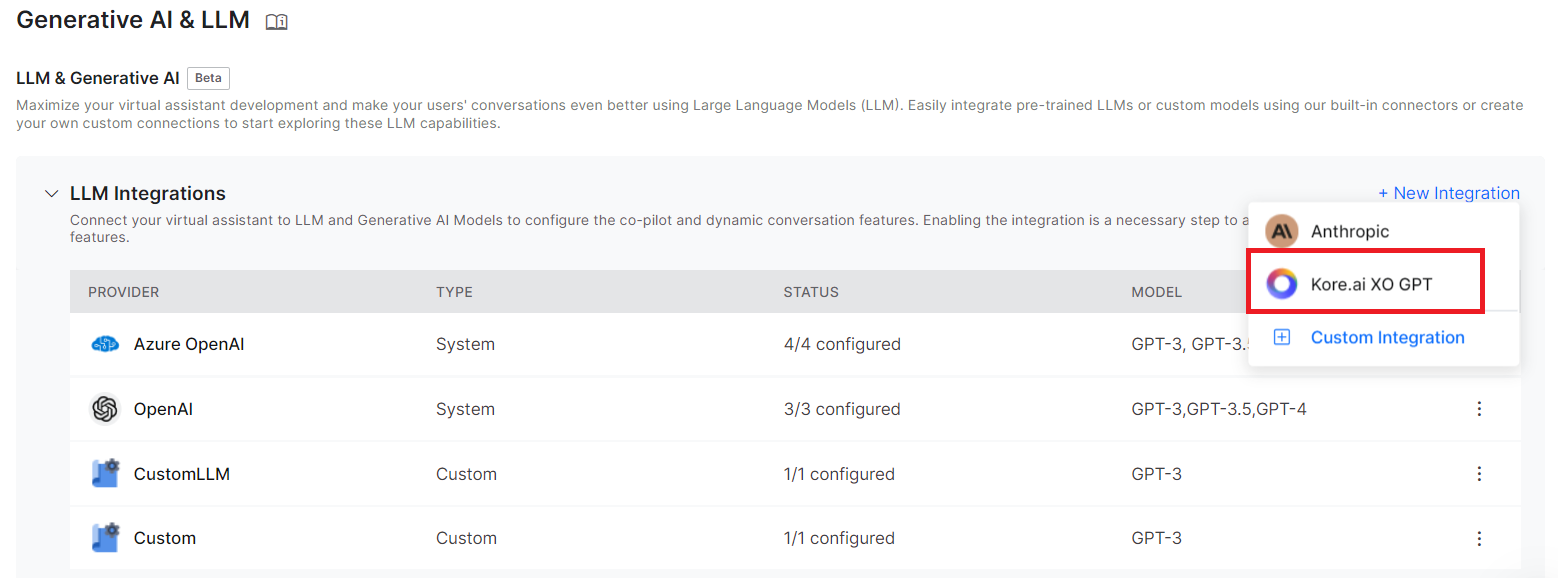 Generative AI & LLM
LLM & Generative AI Beta
Maximize your virtual assistant development and make your users' conversations even better using Large Language Models (LLM). Easily integrate pre-trained LLMs or custom models using our built-in connectors or create
your own custom connections to start exploring these LLM capabilities.
LLM Integrations + New Integration
Connect your virtual assistant to LLM and Generative AI Models to configure the co-pilot and dynamic conversation features. Enabling the integration is a necessary step to a
features.
Anthropic
Kore.ai XO GPT
Custom Integration
PROVIDER TYPE STATUS MODEL
Azure OpenAI System 4/4 configured GPT-3, GPT-3.5
OpenAI System 3/3 configured GPT-3,GPT-3.5,GPT-4
CustomLLM Custom 1/1 configured GPT-3
Custom Custom 1/1 configured GPT-3